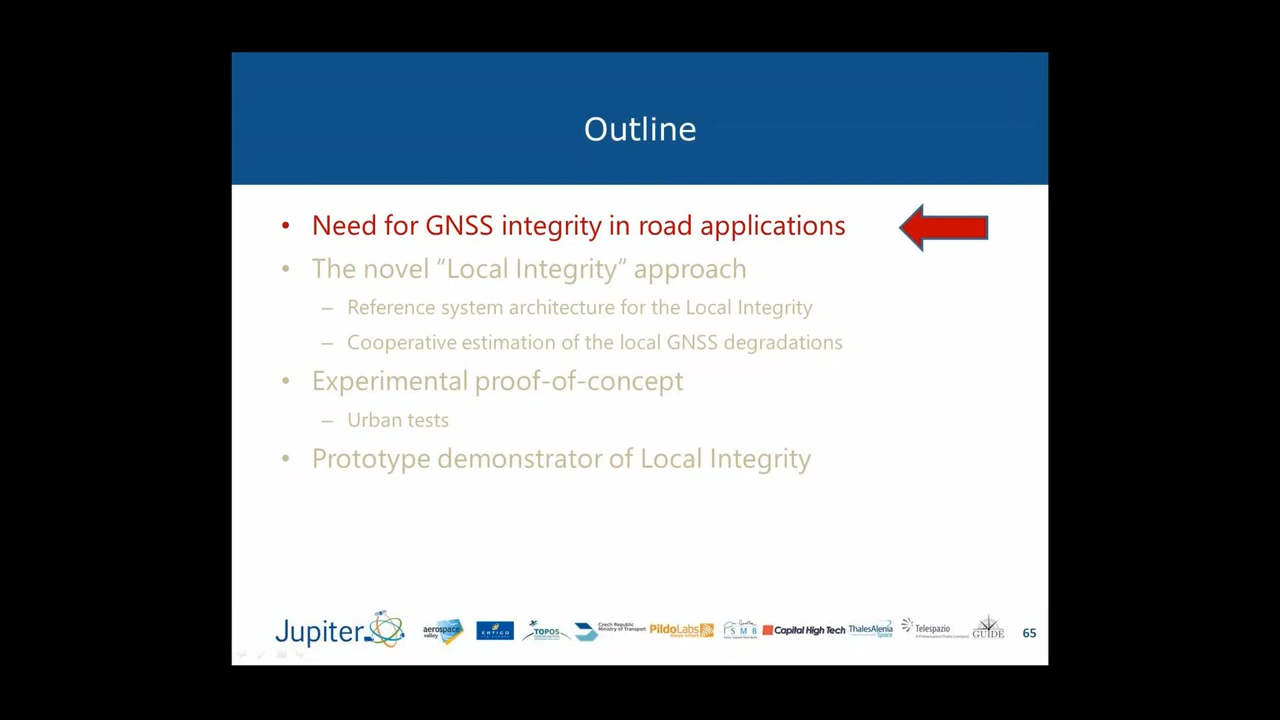 Outline
• Need for GNSS integrity in road applications
• The novel “Local Integrity” approach
– Reference system architecture for the Local Integrity
– Cooperative estimation of the local GNSS degradations
• Experimental proof-of-concept
– Urban tests
• Prototype demonstrator of Local Integrity
Jupiter
aerospace valley
ERTICO
TOPOS
Czech Republic
Ministry of Transport
PildoLabs
ISMB
Capital High Tech
ThalesAlenia
Space
Telespazio
GUIDE
65